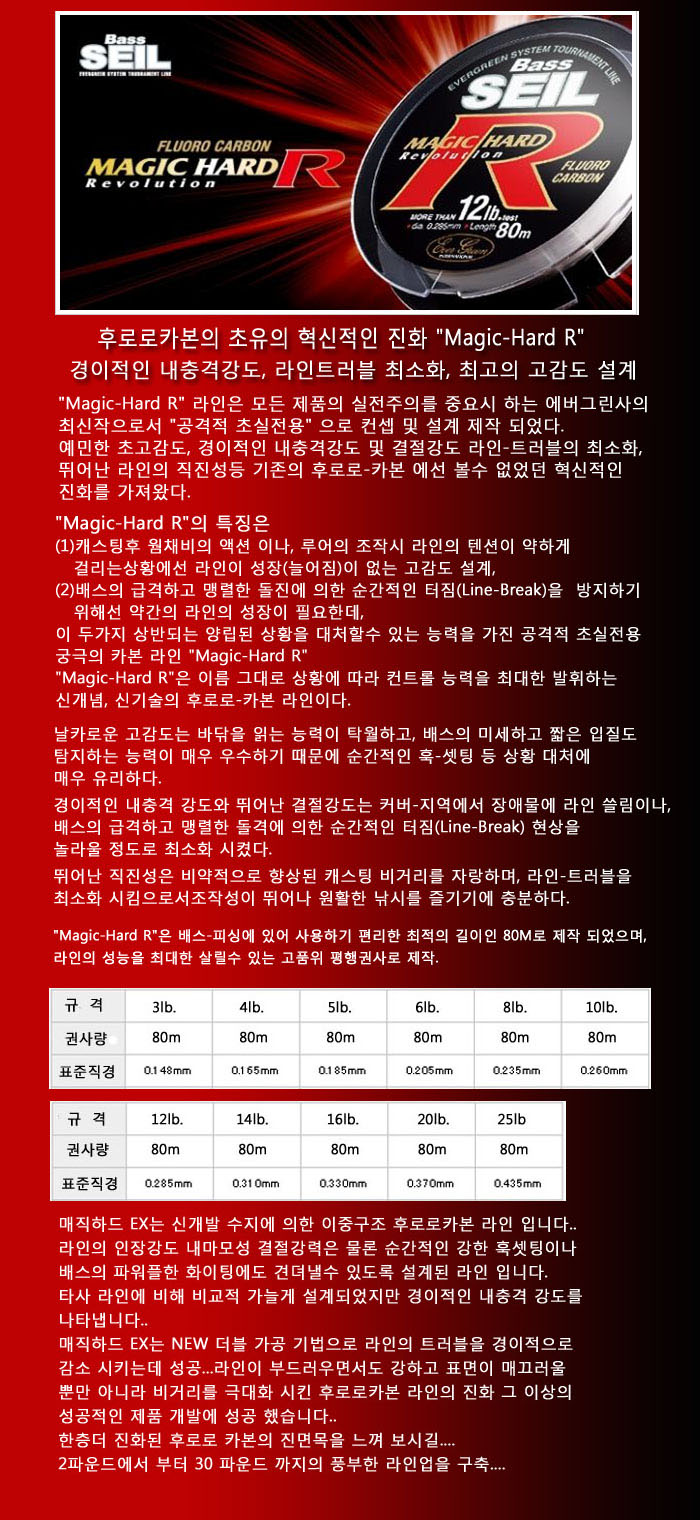 Bass
SEIL
EVERGREEN SYSTEM TOURNAMENT LINE
FLUORO CARBON
MAGIC HARD R
Revolution
EVERGREEN SYSTEM TOURNAMENT LINE
Bass
SEIL
MAGIC HARD
Revolution
R
FLUORO
CARBON
MORE THAN 12lb.test
dia. 0.285mm Length 80m
Ever Green
후로로카본의 초유의 혁신적인 진화 "Magic-Hard R"
경이적인 내충격강도, 라인트러블 최소화, 최고의 고감도 설계
"Magic-Hard R" 라인은 모든 제품의 실전주의를 중요시 하는 에버그린사의
최신작으로서 "공격적 초실전용" 으로 컨셉 및 설계 제작 되었다.
예민한 초고감도, 경이적인 내충격강도 및 결절강도 라인-트러블의 최소화,
뛰어난 라인의 직진성등 기존의 후로로-카본 에선 볼수 없었던 혁신적인
진화를 가져왔다.
"Magic-Hard R"의 특징은
(1)캐스팅후 웜채비의 액션 이나, 루어의 조작시 라인의 텐션이 약하게
걸리는상황에선 라인이 성장(늘어짐)이 없는 고감도 설계,
(2)배스의 급격하고 맹렬한 돌진에 의한 순간적인 터짐(Line-Break)을 방지하기
위해선 약간의 라인의 성장이 필요한데,
이 두가지 상반되는 양립된 상황을 대처할수 있는 능력을 가진 공격적 초실전용
궁극의 카본 라인 "Magic-Hard R"
"Magic-Hard R"은 이름 그대로 상황에 따라 컨트롤 능력을 최대한 발휘하는
신개념, 신기술의 후로로-카본 라인이다.
날카로운 고감도는 바닦을 읽는 능력이 탁월하고, 배스의 미세하고 짧은 입질도
탐지하는 능력이 매우 우수하기 때문에 순간적인 훅-셋팅 등 상황 대처에
매우 유리하다.
경이적인 내충격 강도와 뛰어난 결절강도는 커버-지역에서 장애물에 라인 쓸림이나,
배스의 급격하고 맹렬한 돌격에 의한 순간적인 터짐(Line-Break) 현상을
놀라울 정도로 최소화 시켰다.
뛰어난 직진성은 비약적으로 향상된 캐스팅 비거리를 자랑하며, 라인-트러블을
최소화 시킴으로서조작성이 뛰어나 원활한 낚시를 즐기기에 충분하다.
"Magic-Hard R"은 배스-피싱에 있어 사용하기 편리한 최적의 길이인 80M로 제작 되었으며,
라인의 성능을 최대한 살릴수 있는 고품위 평행권사로 제작.
규 격 3lb. 4lb. 5lb. 6lb. 8lb. 10lb.
권사량 80m 80m 80m 80m 80m 80m
표준직경 0.148mm 0.165mm 0.185mm 0.205mm 0.235mm 0.260mm
규 격 12lb. 14lb. 16lb. 20lb. 25lb
권사량 80m 80m 80m 80m 80m
표준직경 0.285mm 0.310mm 0.330mm 0.370mm 0.435mm
매직하드 EX는 신개발 수지에 의한 이중구조 후로로카본 라인 입니다..
라인의 인장강도 내마모성 결절강력은 물론 순간적인 강한 훅셋팅이나
배스의 파워플한 화이팅에도 견뎌낼수 있도록 설계된 라인 입니다.
타사 라인에 비해 비교적 가늘게 설계되었지만 경이적인 내충격 강도를
나타냅니다..
매직하드 EX는 NEW 더블 가공 기법으로 라인의 트러블을 경이적으로
감소 시키는데 성공...라인이 부드러우면서도 강하고 표면이 매끄러울
뿐만 아니라 비거리를 극대화 시킨 후로로카본 라인의 진화 그 이상의
성공적인 제품 개발에 성공 했습니다..
한층더 진화된 후로로 카본의 진면목을 느껴 보시길....
2파운드에서 부터 30 파운드 까지의 풍부한 라인업을 구축....